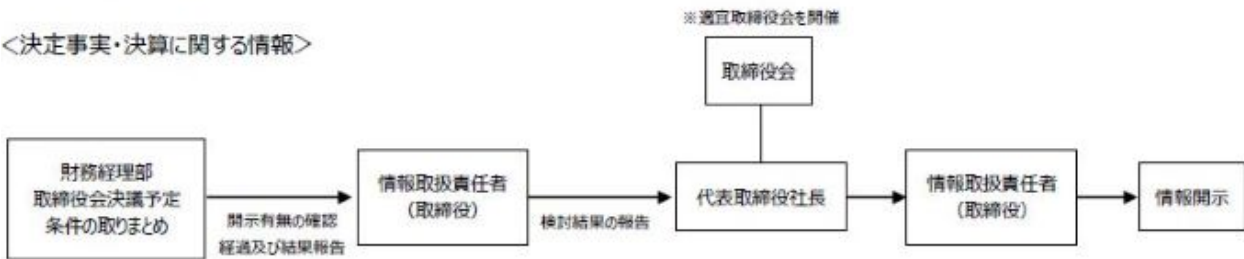 ※適宜取締役会を開催
<決定事実・決算に関する情報>
取締役会
財務経理部
取締役会決議予定
条件の取りまとめ
開示有無の確認
経過及び結果報告
情報取扱責任者
(取締役)
検討結果の報告
代表取締役社長
情報取扱責任者
(取締役)
情報開示